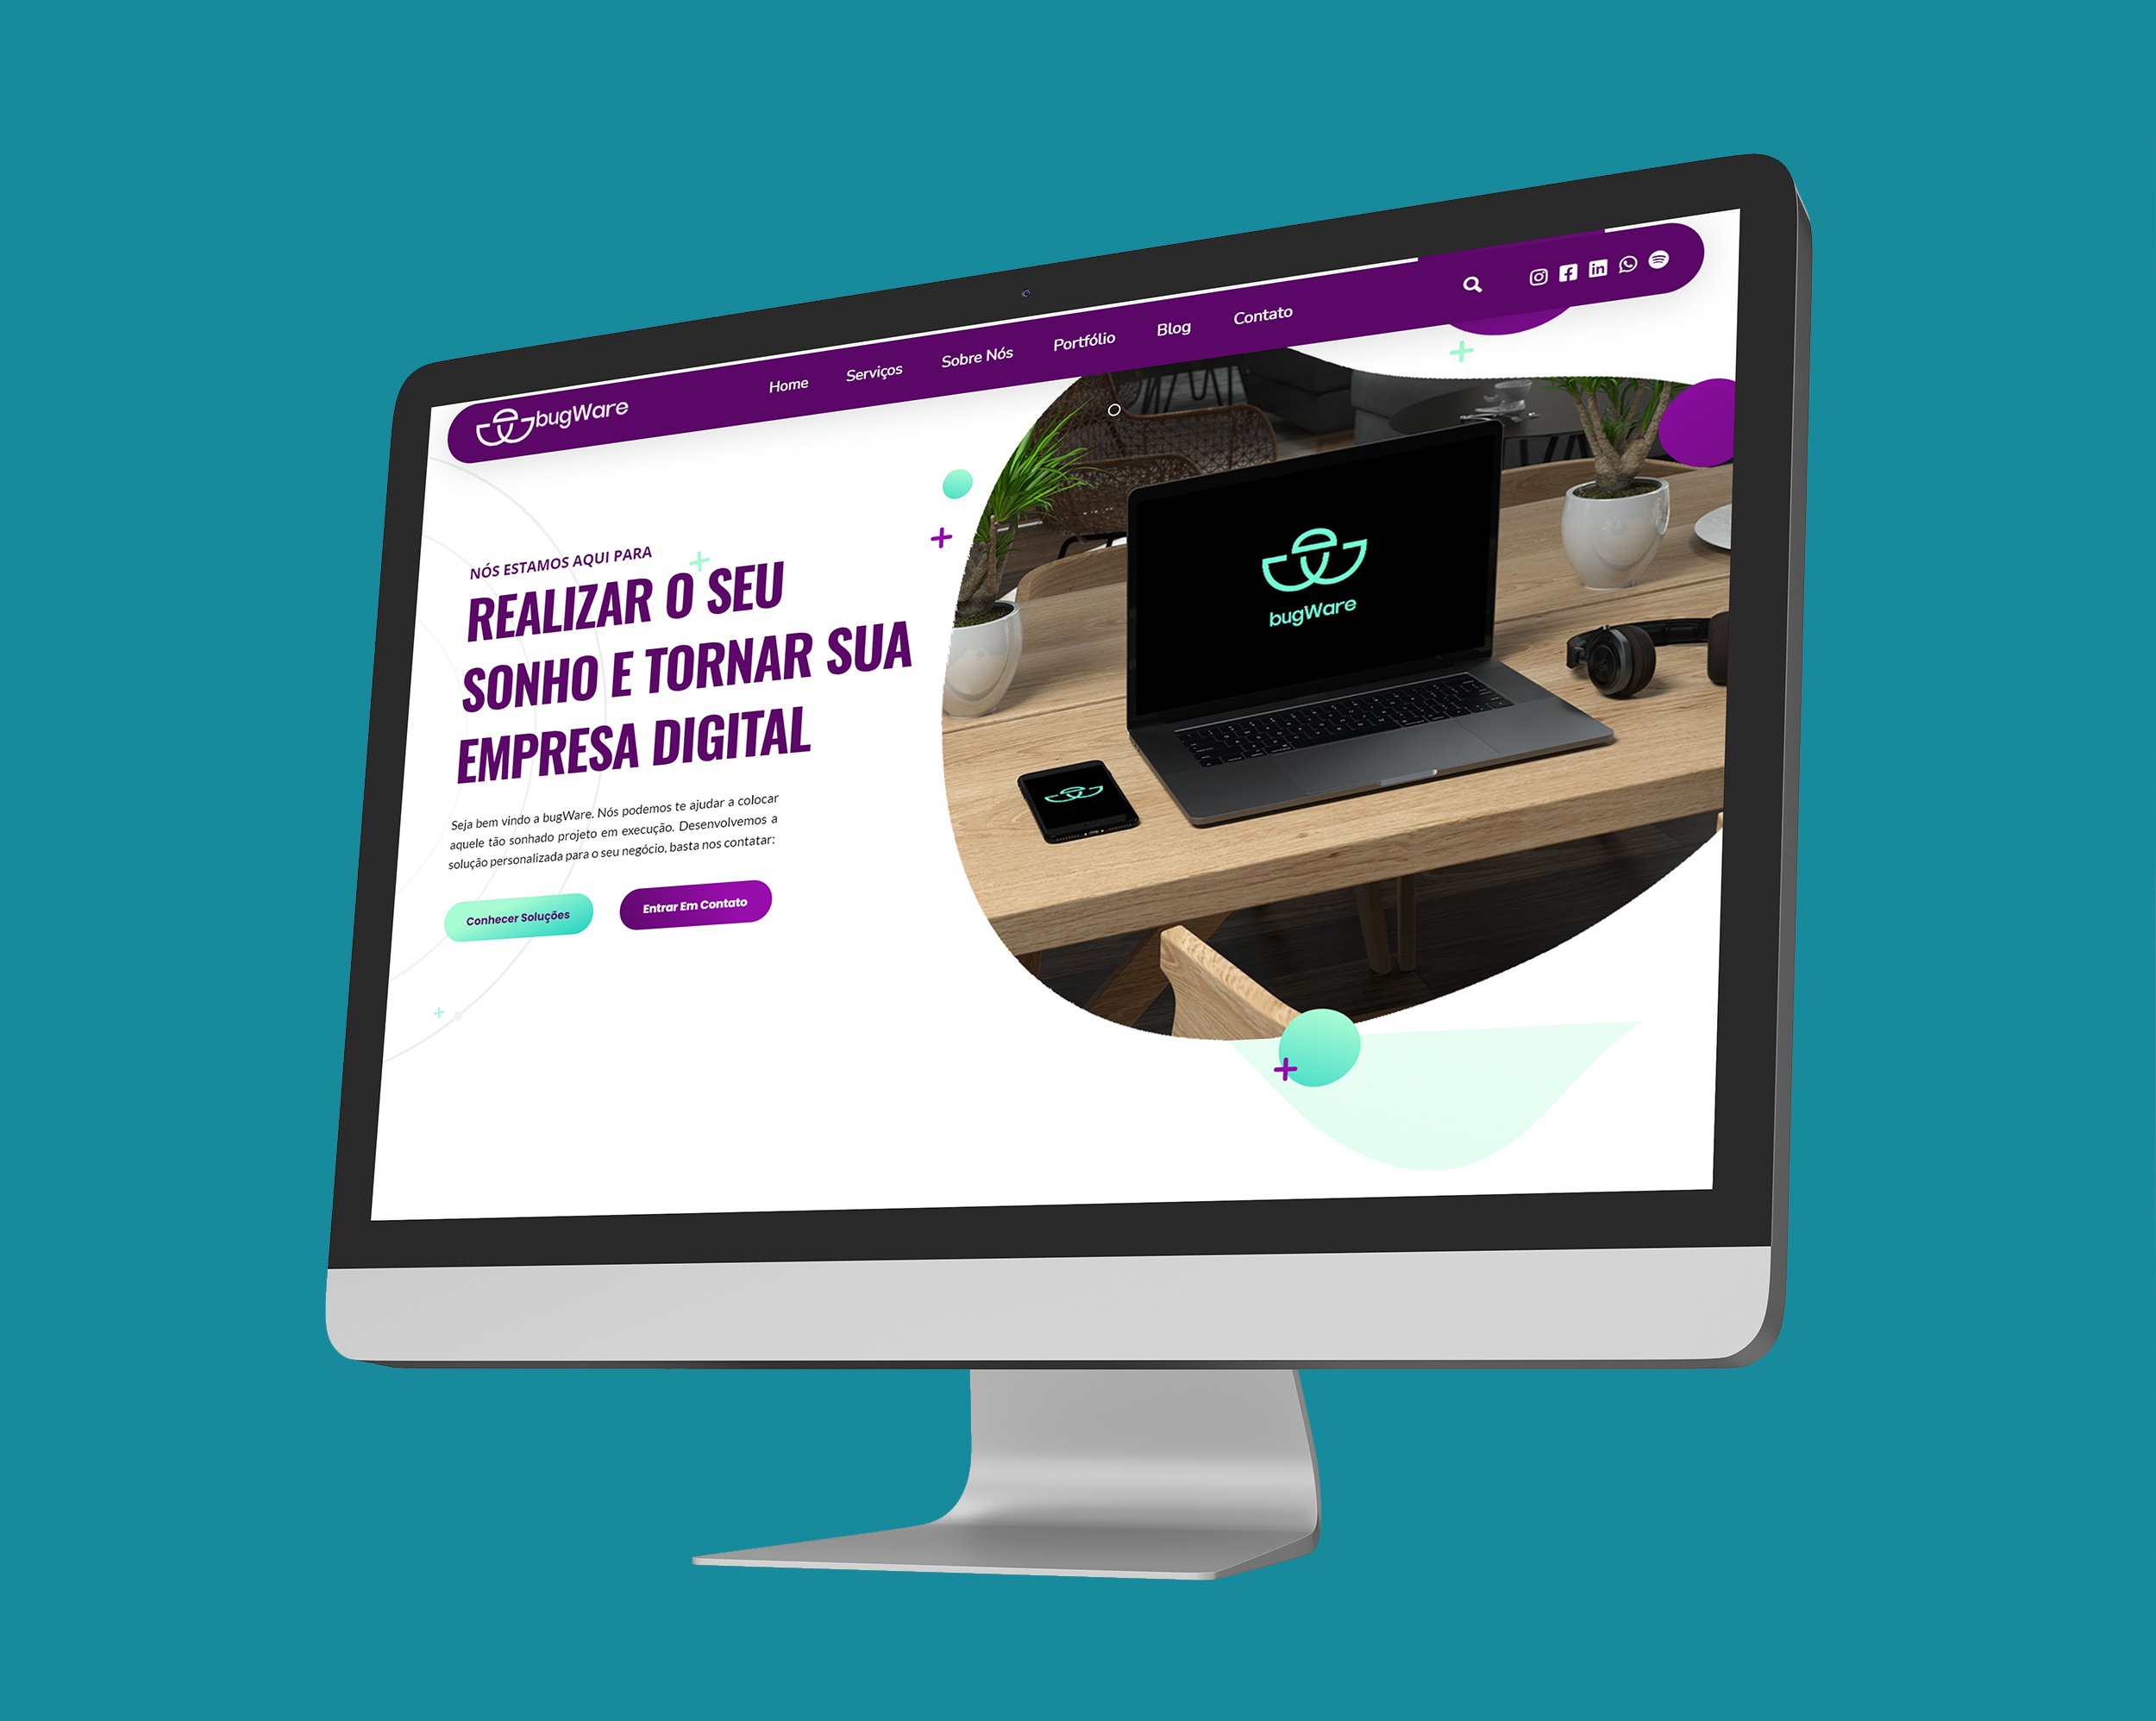 bugWare
Home
Serviços
Sobre Nós
Portfólio
Blog
Contato
NÓS ESTAMOS AQUI PARA
REALIZAR O SEU
SONHO E TORNAR SUA
EMPRESA DIGITAL
Seja bem vindo a bugWare. Nós podemos te ajudar a colocar
aquele tão sonhado projeto em execução. Desenvolvemos a
solução personalizada para o seu negócio, basta nos contatar:
Conhecer Soluções
Entrar Em Contato
bugWare